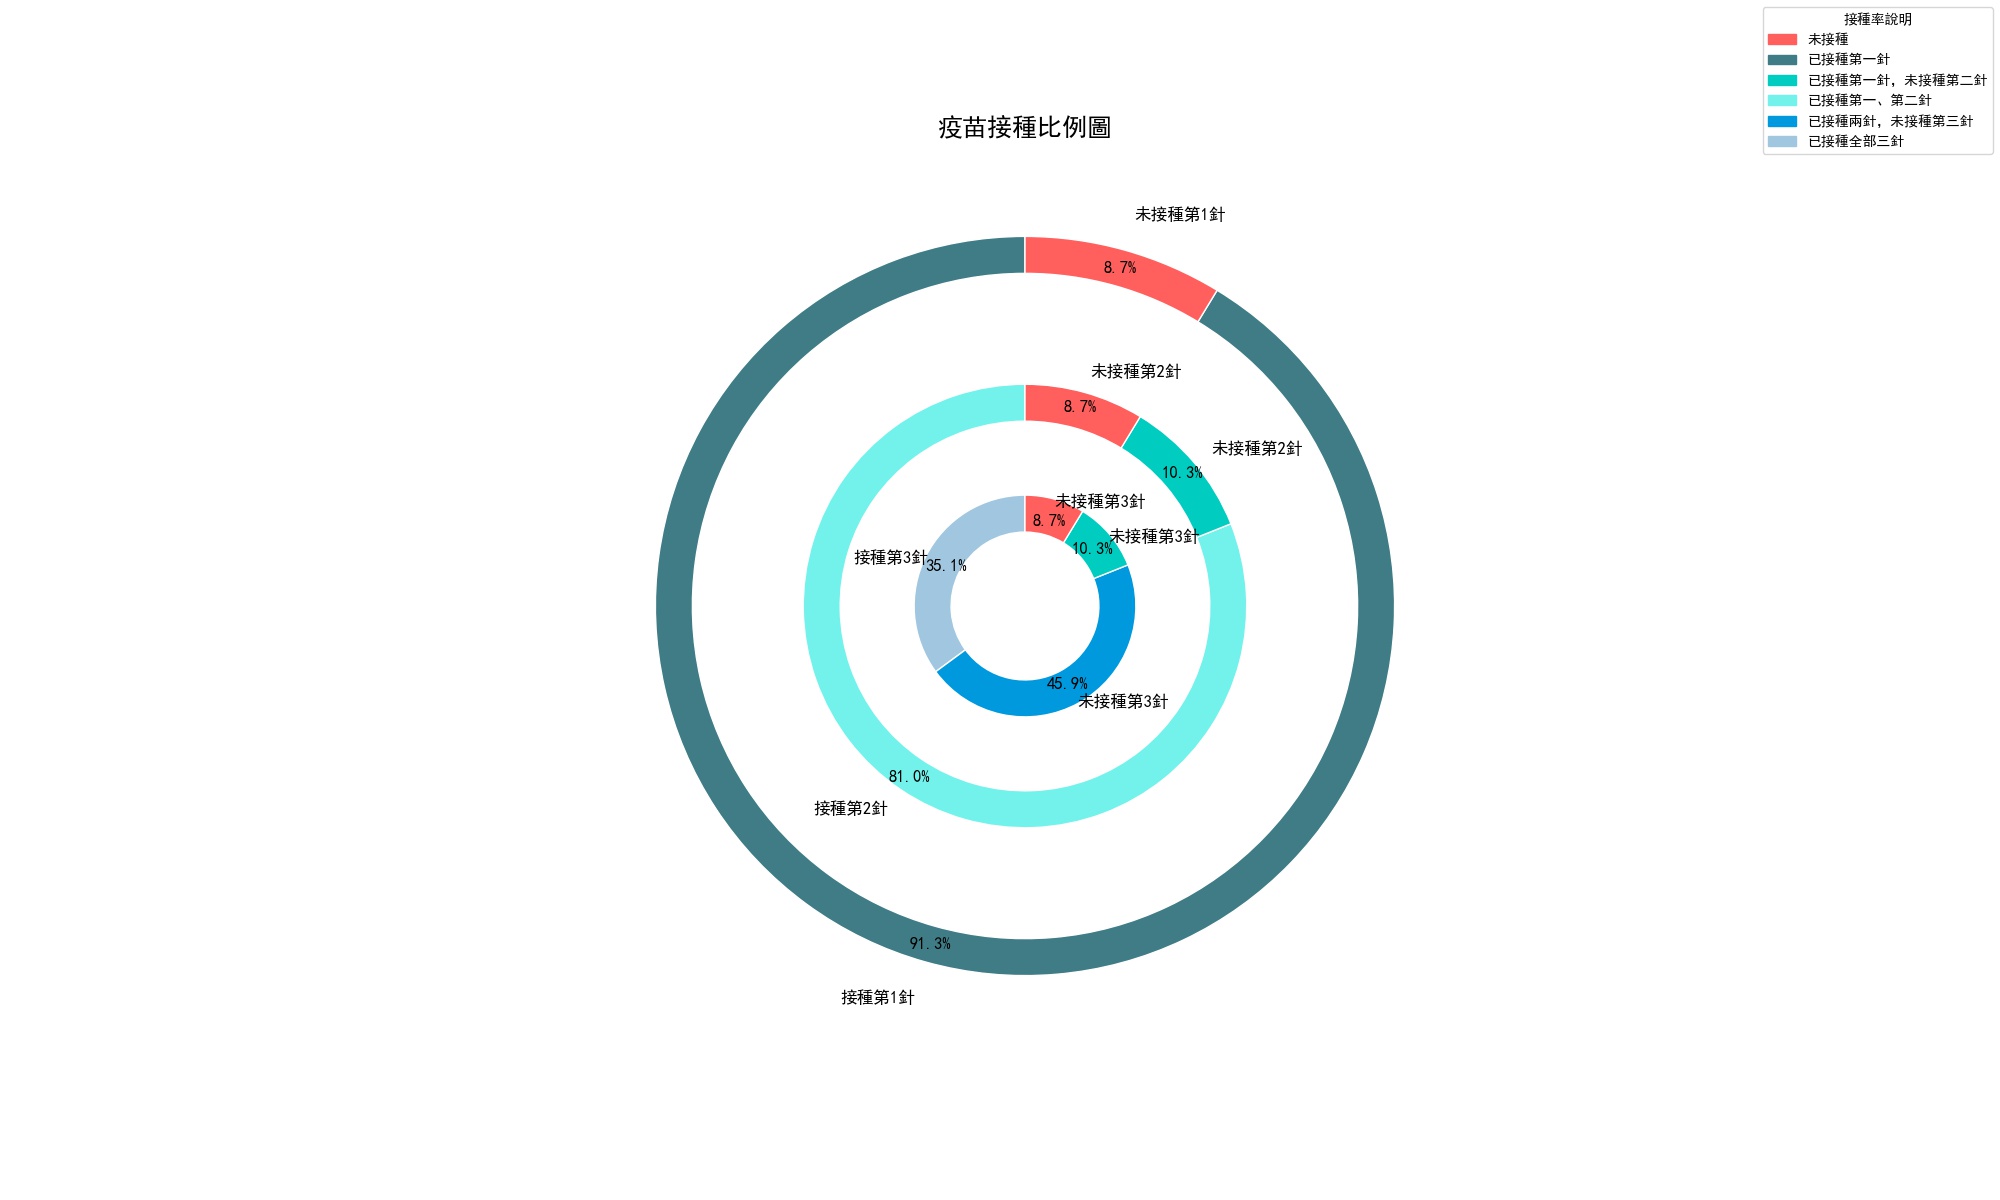 接種率說明
未接種
已接種第一針
已接種第一針，未接種第二針
已接種第一、第二針
已接種兩針，未接種第三針
已接種全部三針
疫苗接種比例圖
未接種第1針
8.7%
未接種第2針
8.7%
未接種第2針
10.3%
未接種第3針
8.7%
未接種第3針
10.3%
接種第3針
35.1%
45.9%
未接種第3針
81.0%
接種第2針
91.3%
接種第1針